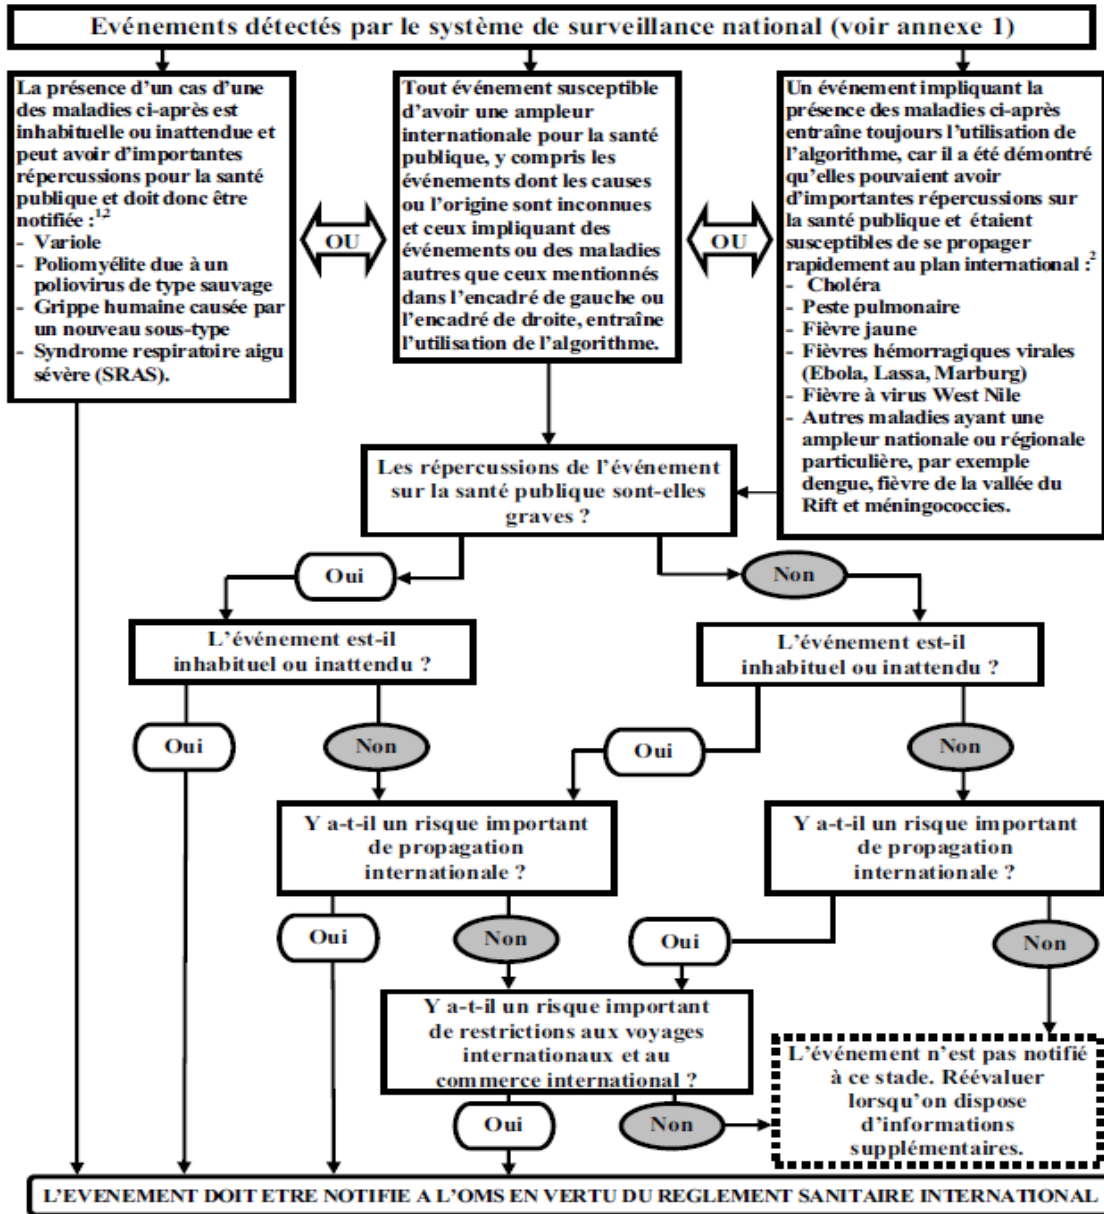 Evénements détectés par le système de surveillance national (voir annexe 1)
La présence d'un cas d'une
des maladies ci-après est
inhabituelle ou inattendue et
peut avoir d'importantes
répercussions pour la santé
publique et doit donc être
notifiée :1,2
- Variole
- Poliomyélite due à un
poliovirus de type sauvage
- Grippe humaine causée par
un nouveau sous-type
- Syndrome respiratoire aigu
sévère (SRAS).
OU
Tout événement susceptible
d'avoir une ampleur
internationale pour la santé
publique, y compris les
événements dont les causes
ou l'origine sont inconnues
et ceux impliquant des
événements ou des maladies
autres que ceux mentionnés
dans l'encadré de gauche ou
l'encadré de droite, entraîne
l'utilisation de l'algorithme.
OU
Un événement impliquant la
présence des maladies ci-après
entraîne toujours l'utilisation de
l'algorithme, car il a été démontré
qu'elles pouvaient avoir
d'importantes répercussions sur
la santé publique et étaient
susceptibles de se propager
rapidement au plan international :2
- Choléra
- Peste pulmonaire
- Fièvre jaune
- Fièvres hémorragiques virales
(Ebola, Lassa, Marburg)
- Fièvre à virus West Nile
- Autres maladies ayant une
ampleur nationale ou régionale
particulière, par exemple
dengue, fièvre de la vallée du
Rift et méningococcies.
Les répercussions de l'événement
sur la santé publique sont-elles
graves ?
Oui
Non
L'événement est-il
inhabituel ou inattendu ?
L'événement est-il
inhabituel ou inattendu ?
Oui
Non
Oui
Non
Y a-t-il un risque important
de propagation
internationale ?
Y a-t-il un risque important
de propagation
internationale ?
Oui
Non
Oui
Non
Y a-t-il un risque important
de restrictions aux voyages
internationaux et au
commerce international ?
L'événement n'est pas notifié
à ce stade. Réévaluer
lorsqu'on dispose
d'informations
supplémentaires.
Oui
Non
L'EVENEMENT DOIT ETRE NOTIFIE A L'OMS EN VERTU DU REGLEMENT SANITAIRE INTERNATIONAL